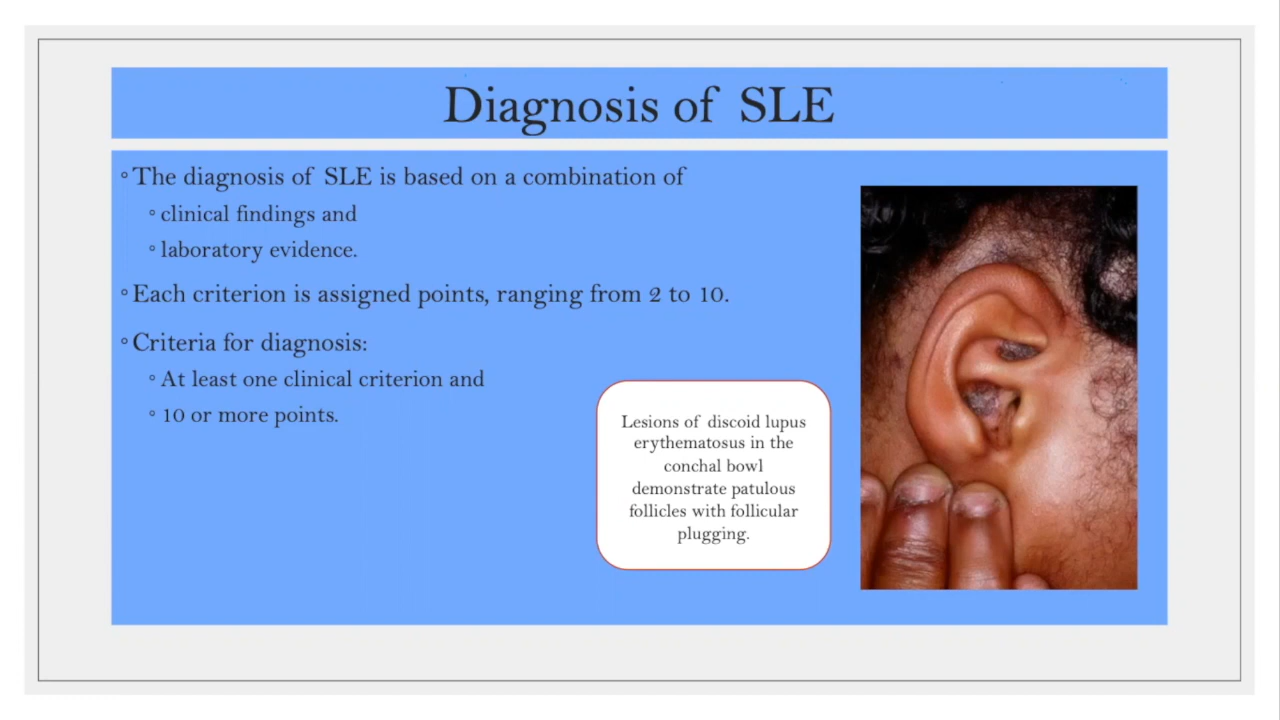 Diagnosis of SLE
◦The diagnosis of SLE is based on a combination of
◦clinical findings and
◦laboratory evidence.
◦Each criterion is assigned points, ranging from 2 to 10.
◦Criteria for diagnosis:
◦At least one clinical criterion and
◦10 or more points.
Lesions of discoid lupus
erythematosus in the
conchal bowl
demonstrate patulous
follicles with follicular
plugging.